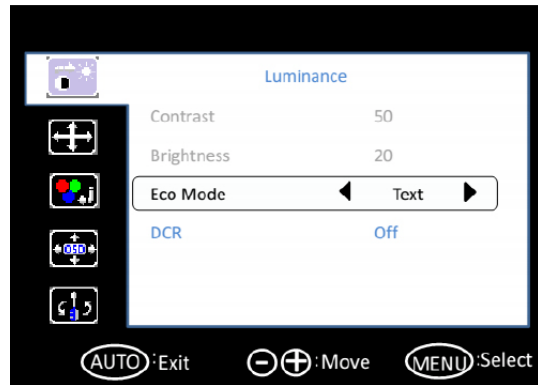 Luminance
Contrast 50
Brightness 20
Eco Mode Text
DCR Off
OSD
AUTO :Exit - + :Move MENU :Select